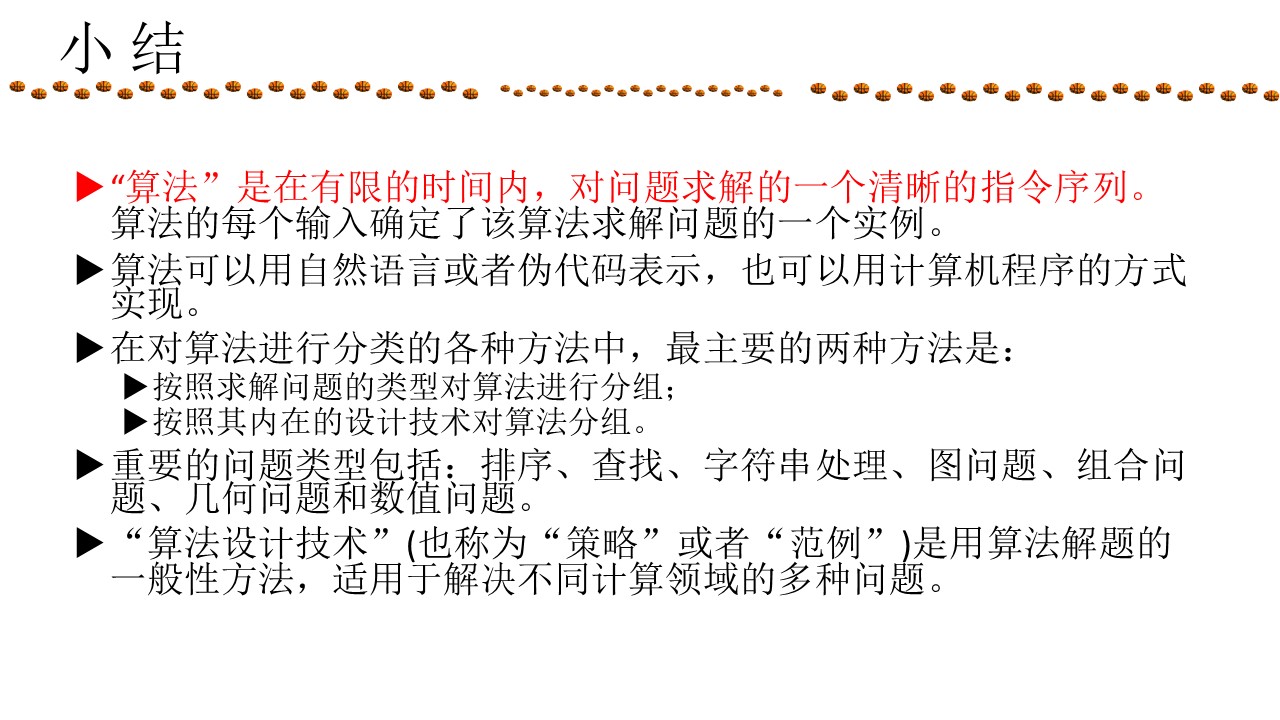 小 结
“算法”是在有限的时间内，对问题求解的一个清晰的指令序列。
算法的每个输入确定了该算法求解问题的一个实例。
算法可以用自然语言或者伪代码表示，也可以用计算机程序的方式
实现。
在对算法进行分类的各种方法中，最主要的两种方法是：
按照求解问题的类型对算法进行分组；
按照其内在的设计技术对算法分组。
重要的问题类型包括：排序、查找、字符串处理、图问题、组合问
题、几何问题和数值问题。
“算法设计技术”(也称为“策略”或者“范例”)是用算法解题的
一般性方法，适用于解决不同计算领域的多种问题。